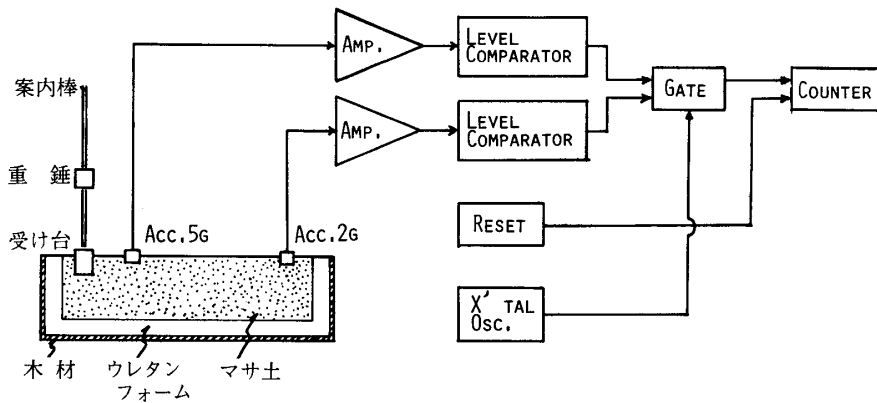 AMP.
LEVEL
COMPARATOR
GATE
COUNTER
AMP.
LEVEL
COMPARATOR
案内棒
重錘
受け台
Acc.5G
Acc.2G
RESET
X'TAL
Osc.
木材
ウレタン
フォーム
マサ土